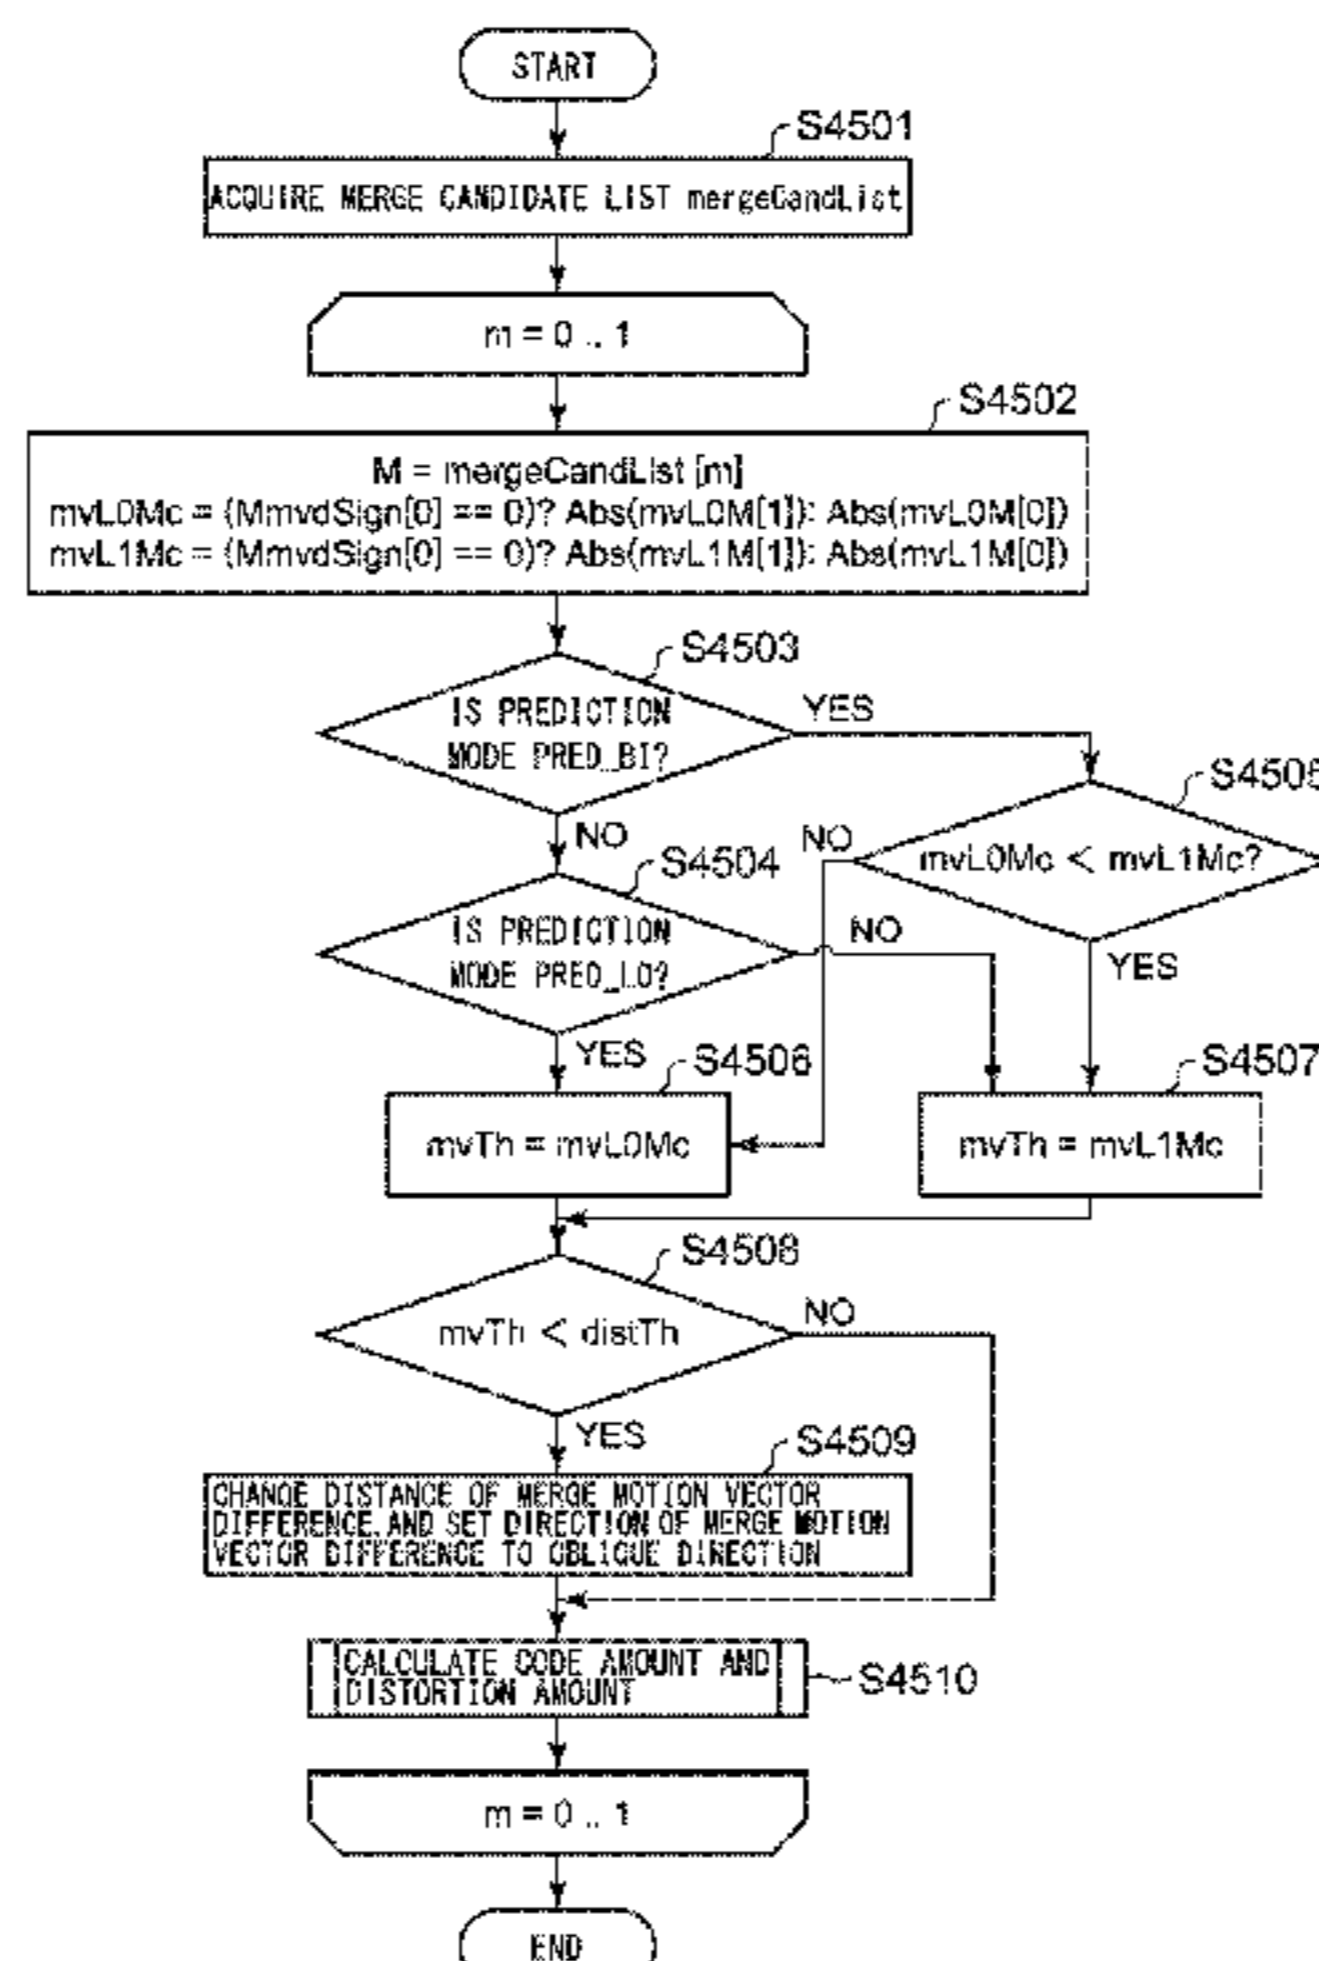 START
S4501
ACQUIRE MERGE CANDIDATE LIST mergeCandList
m = 0 .. 1
S4502
M = mergeCandList [m]
mvL0Mc = (MmvdSign[0] == 0)? Abs(mvL0M[1]): Abs(mvL0M[0])
mvL1Mc = (MmvdSign[0] == 0)? Abs(mvL1M[1]): Abs(mvL1M[0])
S4503
IS PREDICTION
MODE PRED_BI?
YES
NO
S4505
mvL0Mc < mvL1Mc?
NO
YES
S4504
IS PREDICTION
MODE PRED_L0?
NO
YES
S4506
mvTh = mvL0Mc
S4507
mvTh = mvL1Mc
S4508
mvTh < distTh
NO
YES
S4509
CHANGE DISTANCE OF MERGE MOTION VECTOR
DIFFERENCE, AND SET DIRECTION OF MERGE MOTION
VECTOR DIFFERENCE TO OBLIQUE DIRECTION
CALCULATE CODE AMOUNT AND
DISTORTION AMOUNT
S4510
m = 0 .. 1
END